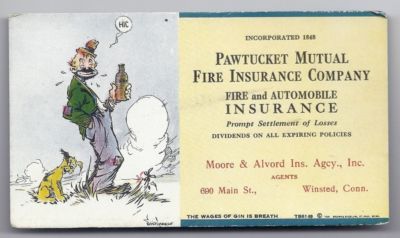 HIC
INCORPORATED 1848
PAWTUCKET MUTUAL
FIRE INSURANCE COMPANY
FIRE and AUTOMOBILE
INSURANCE
Prompt Settlement of Losses
DIVIDENDS ON ALL EXPIRING POLICIES
Moore & Alvord Ins. Agcy., Inc.
AGENTS
690 Main St., Winsted, Conn.
THE WAGES OF GIN IS BREATH